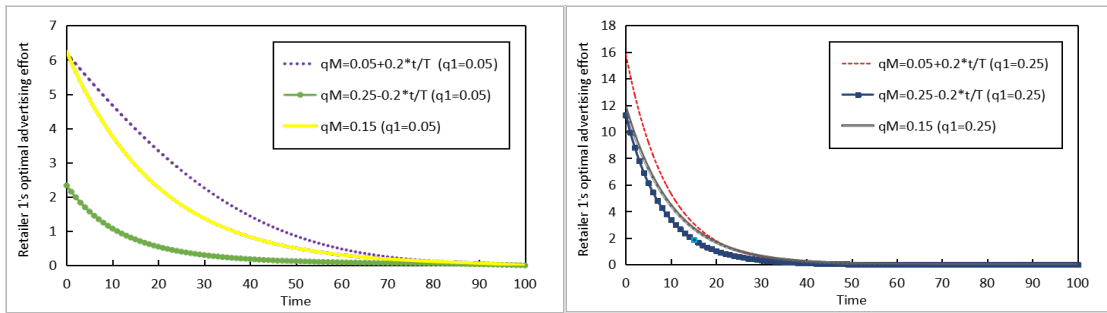 Retailer 1's optimal advertising effort
7
6
5
4
3
2
1
0
qM=0.05+0.2*t/T (q1=0.05)
qM=0.25-0.2*t/T (q1=0.05)
qM=0.15 (q1=0.05)
0 10 20 30 40 50 60 70 80 90 100
Time
Retailer 1's optimal advertising effort
18
16
14
12
10
8
6
4
2
0
qM=0.05+0.2*t/T (q1=0.25)
qM=0.25-0.2*t/T (q1=0.25)
qM=0.15 (q1=0.25)
0 10 20 30 40 50 60 70 80 90 100
Time